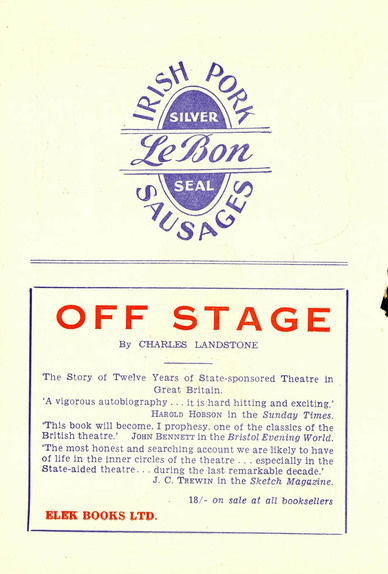 IRISH PORK
SILVER
LeBon
SEAL
SAUSAGES
OFF STAGE
By CHARLES LANDSTONE
The Story of Twelve Years of State-sponsored Theatre in
Great Britain.
'A vigorous autobiography . . . it is hard hitting and exciting.'
HAROLD HOBSON in the Sunday Times.
'This book will become, I prophesy, one of the classics of the
British theatre.' JOHN BENNETT in the Bristol Evening World.
'The most honest and searching account we are likely to have
of life in the inner circles of the theatre . . . especially in the
State-aided theatre . . . during the last remarkable decade.'
J. C. TREWIN in the Sketch Magazine.
18/- on sale at all booksellers
ELEK BOOKS LTD.